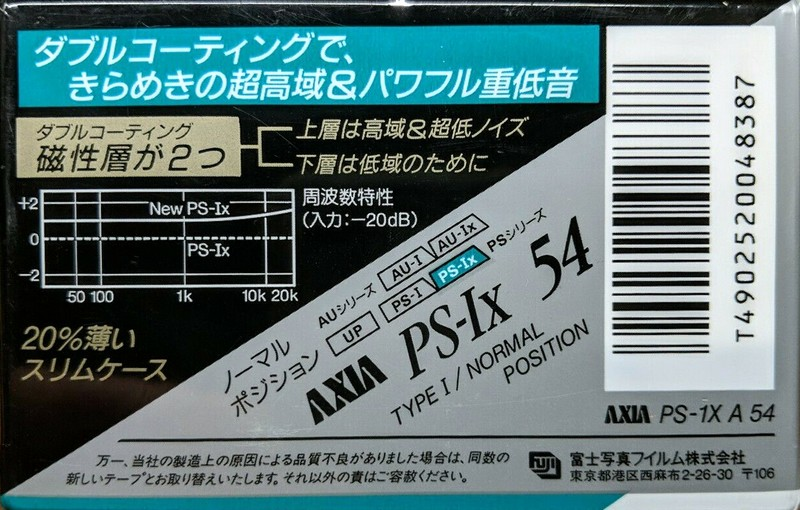 ダブルコーティングで、
きらめきの超高域&パワフル重低音
ダブルコーティング
磁性層が2つ
上層は高域&超低ノイズ
下層は低域のために
周波数特性
(入力:−20dB)
+2
0
−2
New PS-Ix
PS-Ix
50 100 1k 10k 20k
20%薄い
スリムケース
ノーマル
ポジション
AUシリーズ
AU-I
AU-Ix
PSシリーズ
UP
PS-I
PS-Ix
AXIA PS-Ix 54
TYPE I / NORMAL
POSITION
T4902520048387
AXIA PS-1X A 54
万一、当社の製造上の原因による品質不良がありました場合は、同数の
新しいテープとお取り替えいたします。それ以外の責はご容赦ください。
FUJI
富士写真フイルム株式会社
東京都港区西麻布2-26-30 〒106